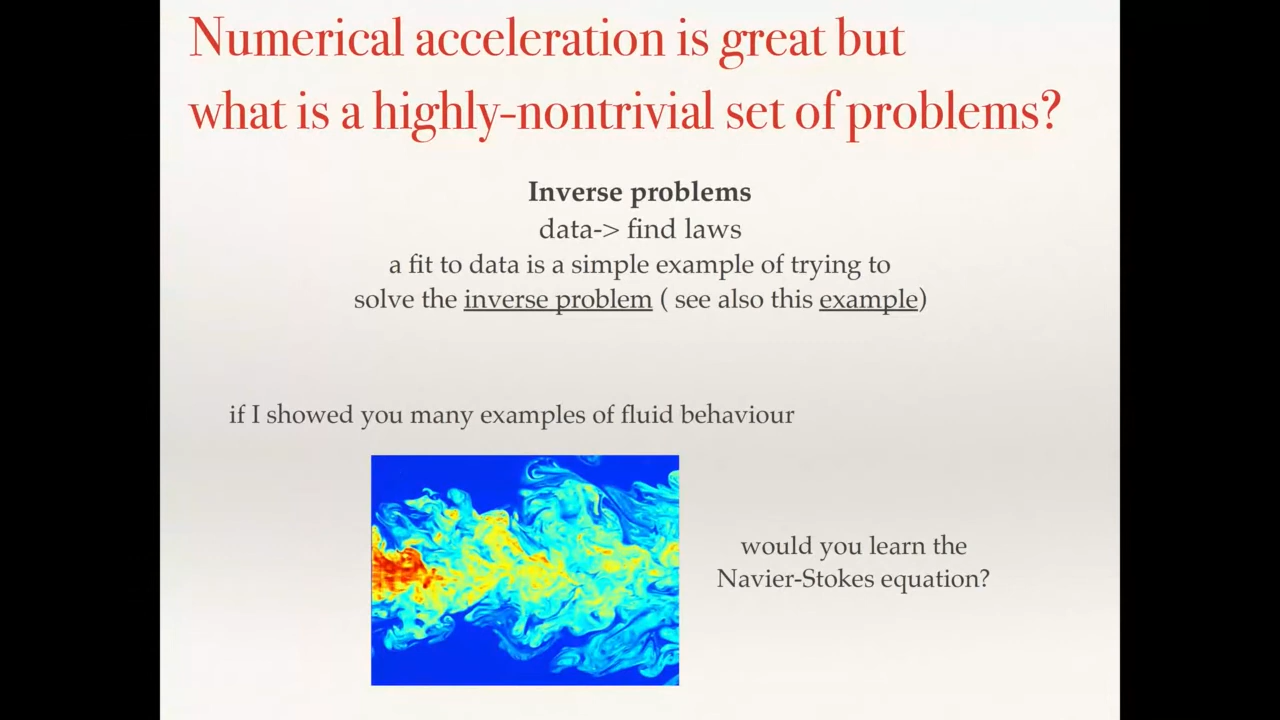 Numerical acceleration is great but
what is a highly-nontrivial set of problems?
Inverse problems
data-> find laws
a fit to data is a simple example of trying to
solve the inverse problem ( see also this example)
if I showed you many examples of fluid behaviour
would you learn the
Navier-Stokes equation?